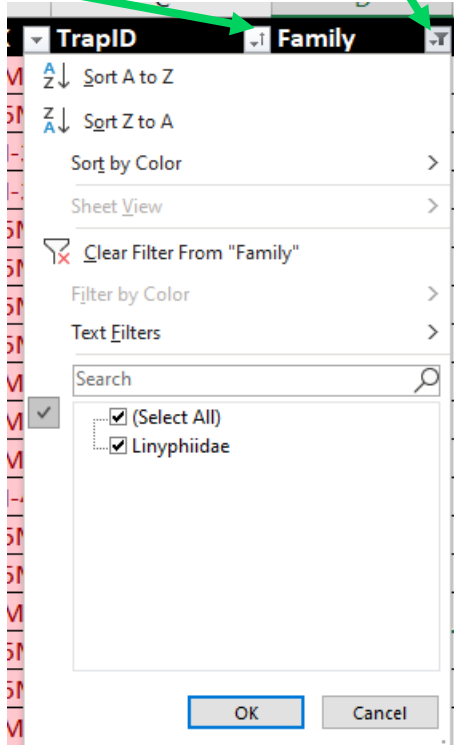 TrapID Family
Sort A to Z
Sort Z to A
Sort by Color
Sheet View
Clear Filter From "Family"
Filter by Color
Text Filters
Search
(Select All)
Linyphiidae
OK Cancel